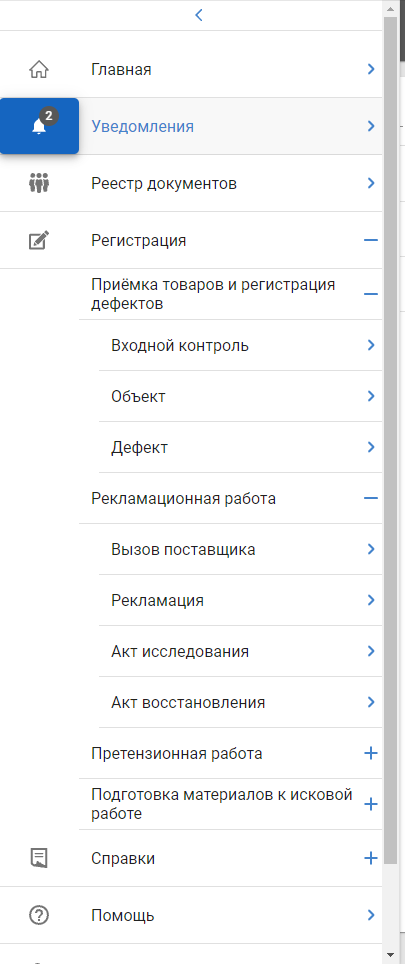 Главная
2
Уведомления
Реестр документов
Регистрация
Приёмка товаров и регистрация
дефектов
Входной контроль
Объект
Дефект
Рекламационная работа
Вызов поставщика
Рекламация
Акт исследования
Акт восстановления
Претензионная работа
Подготовка материалов к исковой
работе
Справки
Помощь